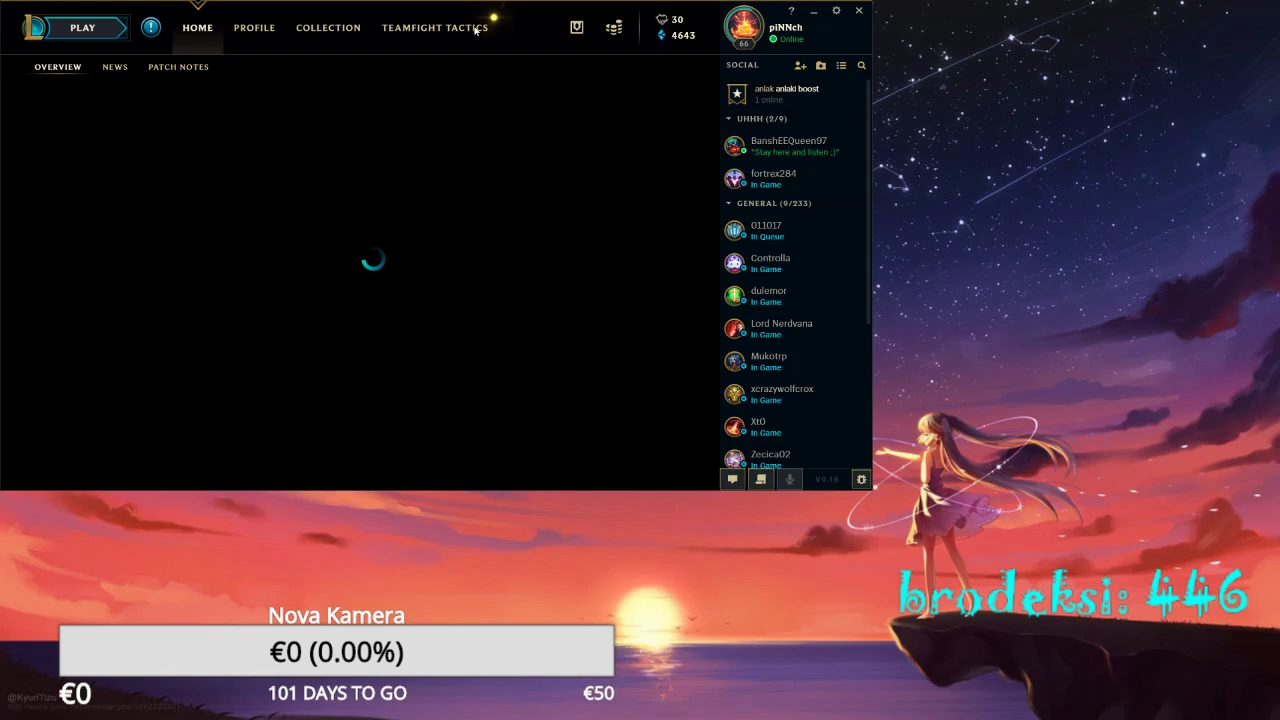 PLAY
HOME
PROFILE
COLLECTION
TEAMFIGHT TACTICS
30
4643
?
66
piNNch
Online
OVERVIEW
NEWS
PATCH NOTES
SOCIAL
anlak anlaki boost
1 online
UHHH (2/9)
BanshEEQueen97
"Stay here and listen ;)"
fortrex284
In Game
GENERAL (9/233)
011017
In Queue
Controlla
In Game
dulemor
In Game
Lord Nerdvana
In Game
Mukotrp
In Game
xcrazywolfcrox
In Game
Xt0
In Game
Zecica02
In Game
V9.18
brodeksi: 446
Nova Kamera
€0 (0.00%)
€0
101 DAYS TO GO
€50
@KyuriTizu